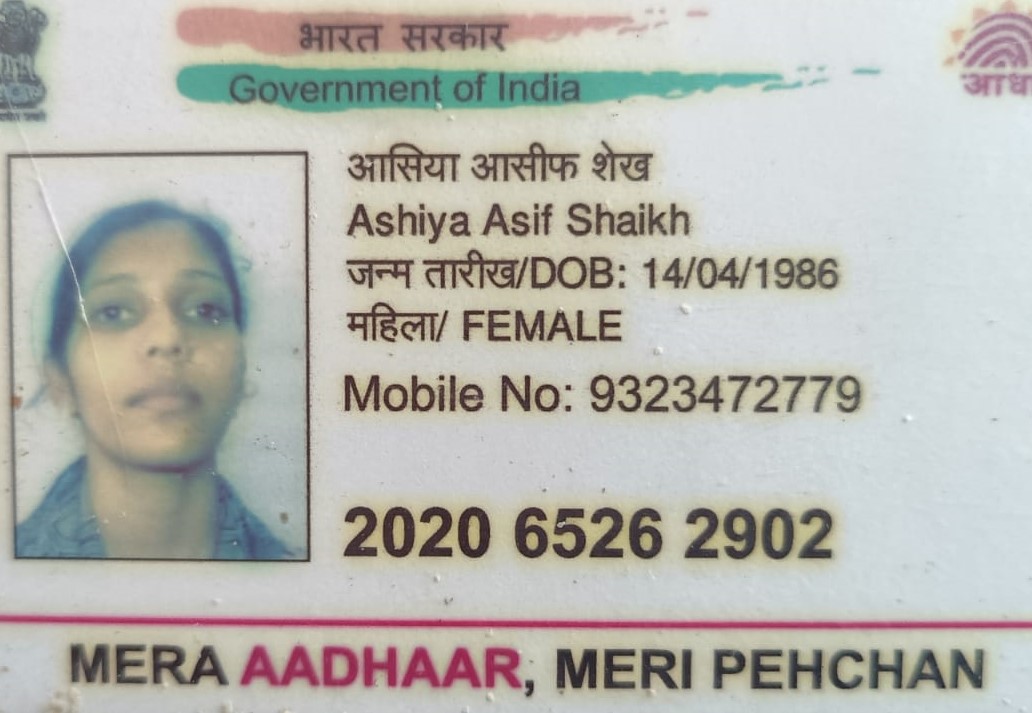 भारत सरकार
Government of India
आसिया आसीफ शेख
Ashiya Asif Shaikh
जन्म तारीख/DOB: 14/04/1986
महिला/ FEMALE
Mobile No: 9323472779
2020 6526 2902
MERA AADHAAR, MERI PEHCHAN